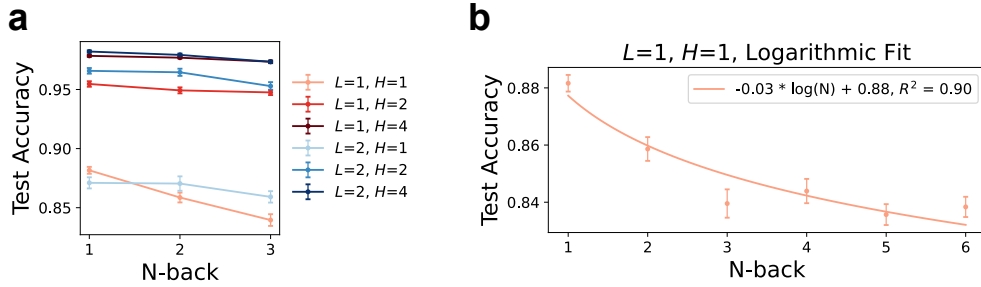 a
Test Accuracy
0.95
0.90
0.85
1 2 3
N-back
L=1, H=1
L=1, H=2
L=1, H=4
L=2, H=1
L=2, H=2
L=2, H=4
b
L=1, H=1, Logarithmic Fit
-0.03 * log(N) + 0.88, R² = 0.90
Test Accuracy
0.88
0.86
0.84
1 2 3 4 5 6
N-back